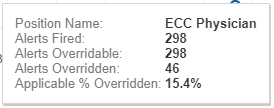 Position Name: ECC Physician
Alerts Fired: 298
Alerts Overridable: 298
Alerts Overridden: 46
Applicable % Overridden: 15.4%